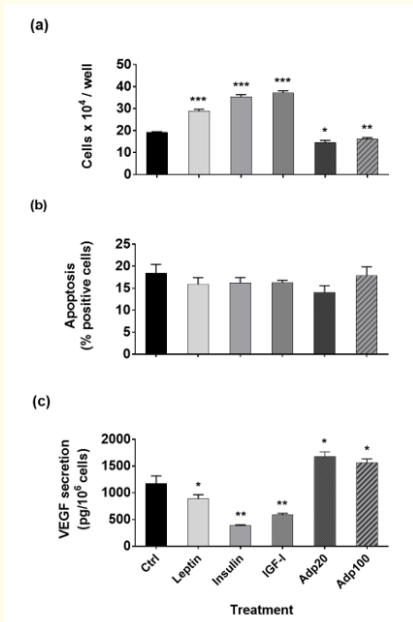 (a)
Cells x 10⁴ / well
50
40
30
20
10
0
***
***
***
*
**
(b)
Apoptosis
(% positive cells)
25
20
15
10
5
0
(c)
VEGF secretion
(pg/10⁶ cells)
2000
1500
1000
500
0
*
**
**
*
*
Ctrl
Leptin
Insulin
IGF-I
Adp20
Adp100
Treatment